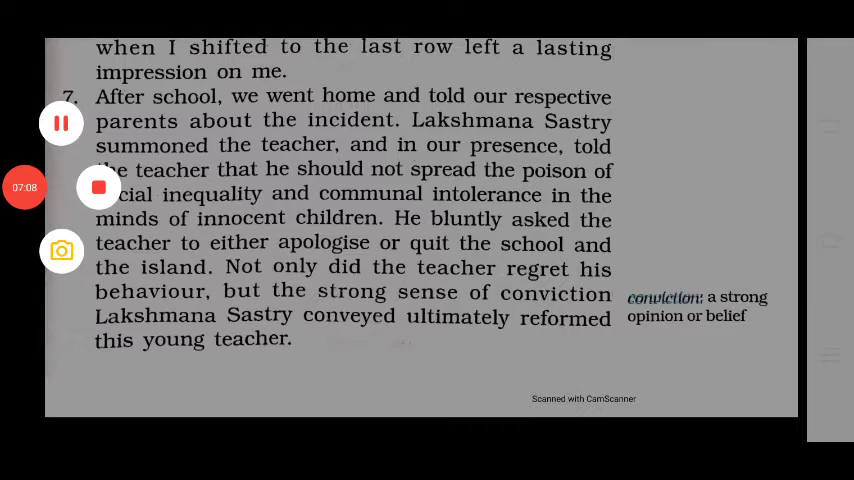 when I shifted to the last row left a lasting
impression on me.
7. After school, we went home and told our respective
parents about the incident. Lakshmana Sastry
summoned the teacher, and in our presence, told
the teacher that he should not spread the poison of
inequality and communal intolerance in the
minds of innocent children. He bluntly asked the
teacher to either apologise or quit the school and
the island. Not only did the teacher regret his
behaviour, but the strong sense of conviction
Lakshmana Sastry conveyed ultimately reformed
this young teacher.
conviction: a strong
opinion or belief
07:08
Scanned with CamScanner